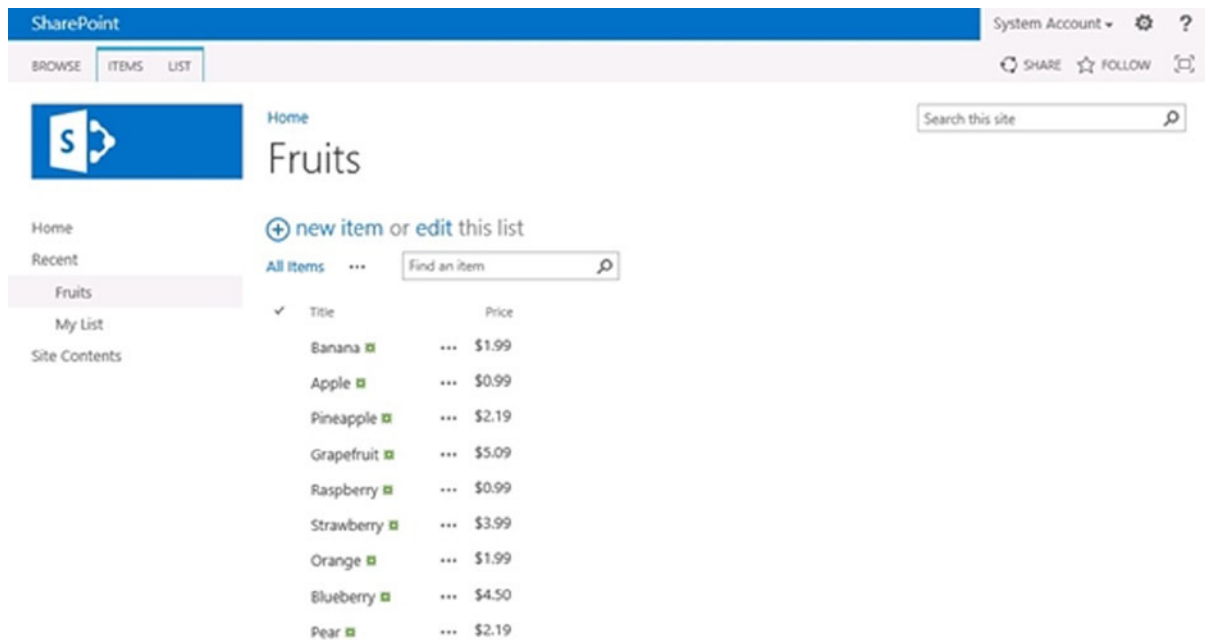 SharePoint
System Account
?
BROWSE ITEMS LIST
SHARE FOLLOW
S
Home
Search this site
Fruits
Home
Recent
Fruits
My List
Site Contents
new item or edit this list
All Items ... Find an item
Title Price
Banana ... $1.99
Apple ... $0.99
Pineapple ... $2.19
Grapefruit ... $5.09
Raspberry ... $0.99
Strawberry ... $3.99
Orange ... $1.99
Blueberry ... $4.50
Pear ... $2.19